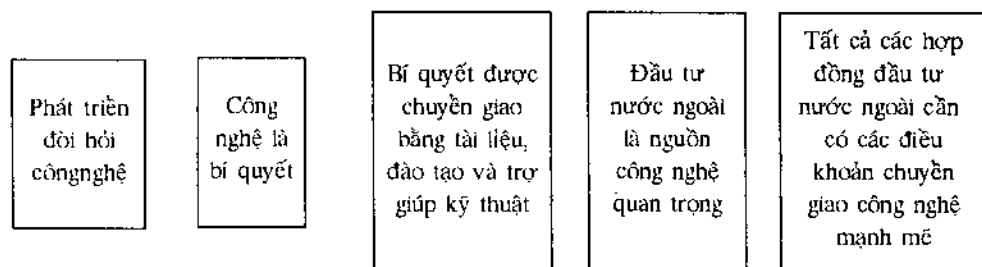 Phát triển
đòi hỏi
côngnghệ
Công
nghệ là
bí quyết
Bí quyết được
chuyển giao
bằng tài liệu,
đào tạo và trợ
giúp kỹ thuật
Đầu tư
nước ngoài
là nguồn
công nghệ
quan trọng
Tất cả các hợp
đồng đầu tư
nước ngoài cần
có các điều
khoản chuyển
giao công nghệ
mạnh mẽ